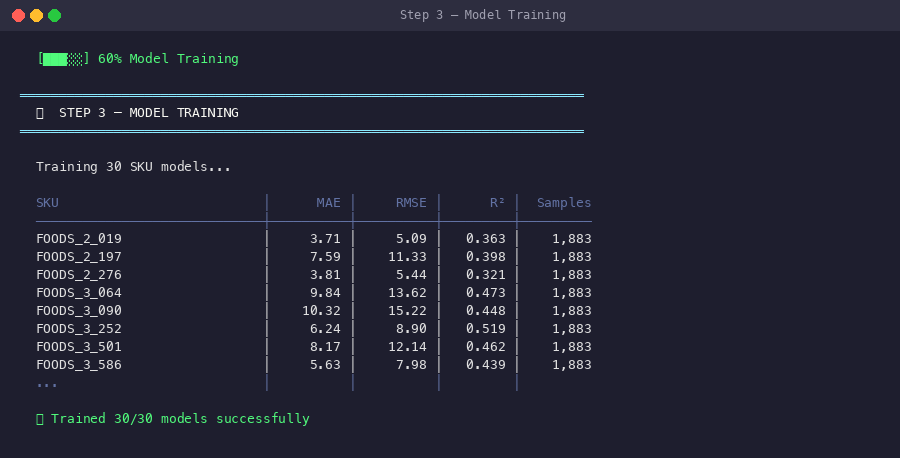 Step 3 — Model Training
[███░░] 60% Model Training
STEP 3 — MODEL TRAINING
Training 30 SKU models...
SKU │ MAE │ RMSE │ R² │ Samples
FOODS_2_019 │ 3.71 │ 5.09 │ 0.363 │ 1,883
FOODS_2_197 │ 7.59 │ 11.33 │ 0.398 │ 1,883
FOODS_2_276 │ 3.81 │ 5.44 │ 0.321 │ 1,883
FOODS_3_064 │ 9.84 │ 13.62 │ 0.473 │ 1,883
FOODS_3_090 │ 10.32 │ 15.22 │ 0.448 │ 1,883
FOODS_3_252 │ 6.24 │ 8.90 │ 0.519 │ 1,883
FOODS_3_501 │ 8.17 │ 12.14 │ 0.462 │ 1,883
FOODS_3_586 │ 5.63 │ 7.98 │ 0.439 │ 1,883
... │ │ │ │
Trained 30/30 models successfully